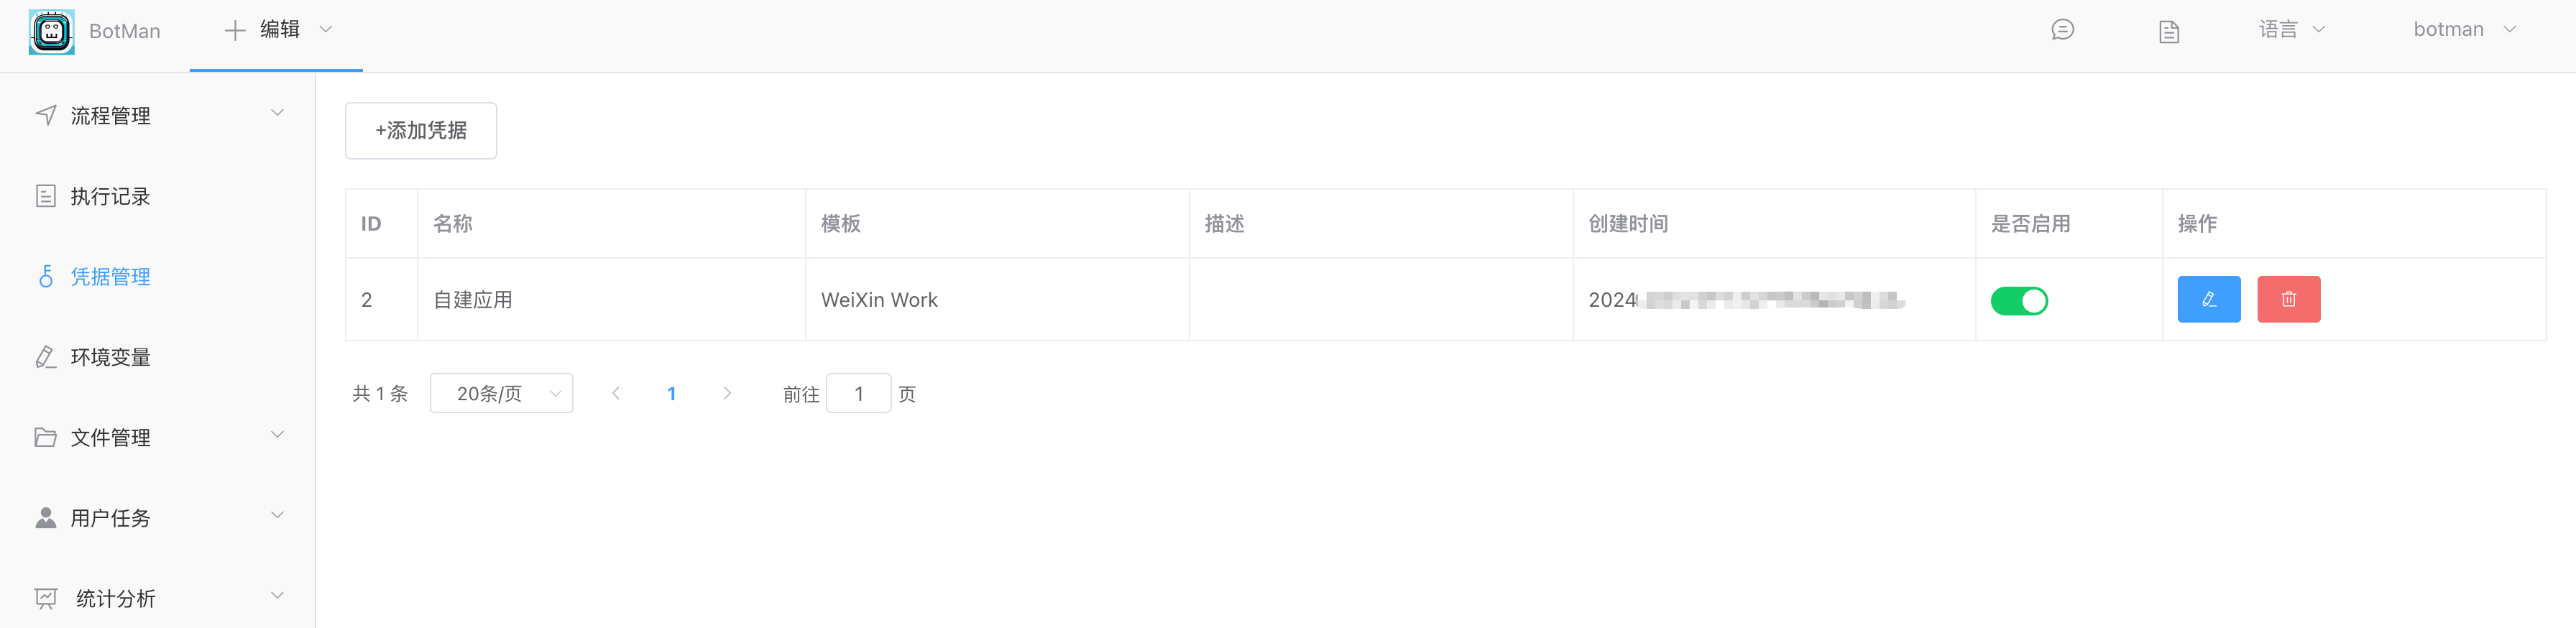 BotMan
编辑
语言
botman
流程管理
执行记录
凭据管理
环境变量
文件管理
用户任务
统计分析
+添加凭据
ID 名称 模板 描述 创建时间 是否启用 操作
2 自建应用 WeiXin Work 2024
共 1 条 20条/页 1 前往 1 页